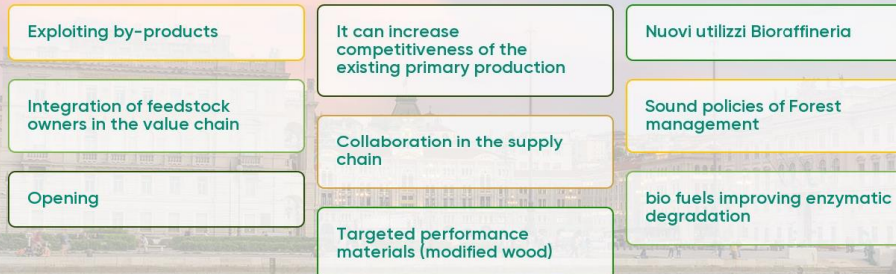 Exploiting by-products
Integration of feedstock
owners in the value chain
Opening
It can increase
competitiveness of the
existing primary production
Collaboration in the supply
chain
Targeted performance
materials (modified wood)
Nuovi utilizzi Bioraffineria
Sound policies of Forest
management
bio fuels improving enzymatic
degradation